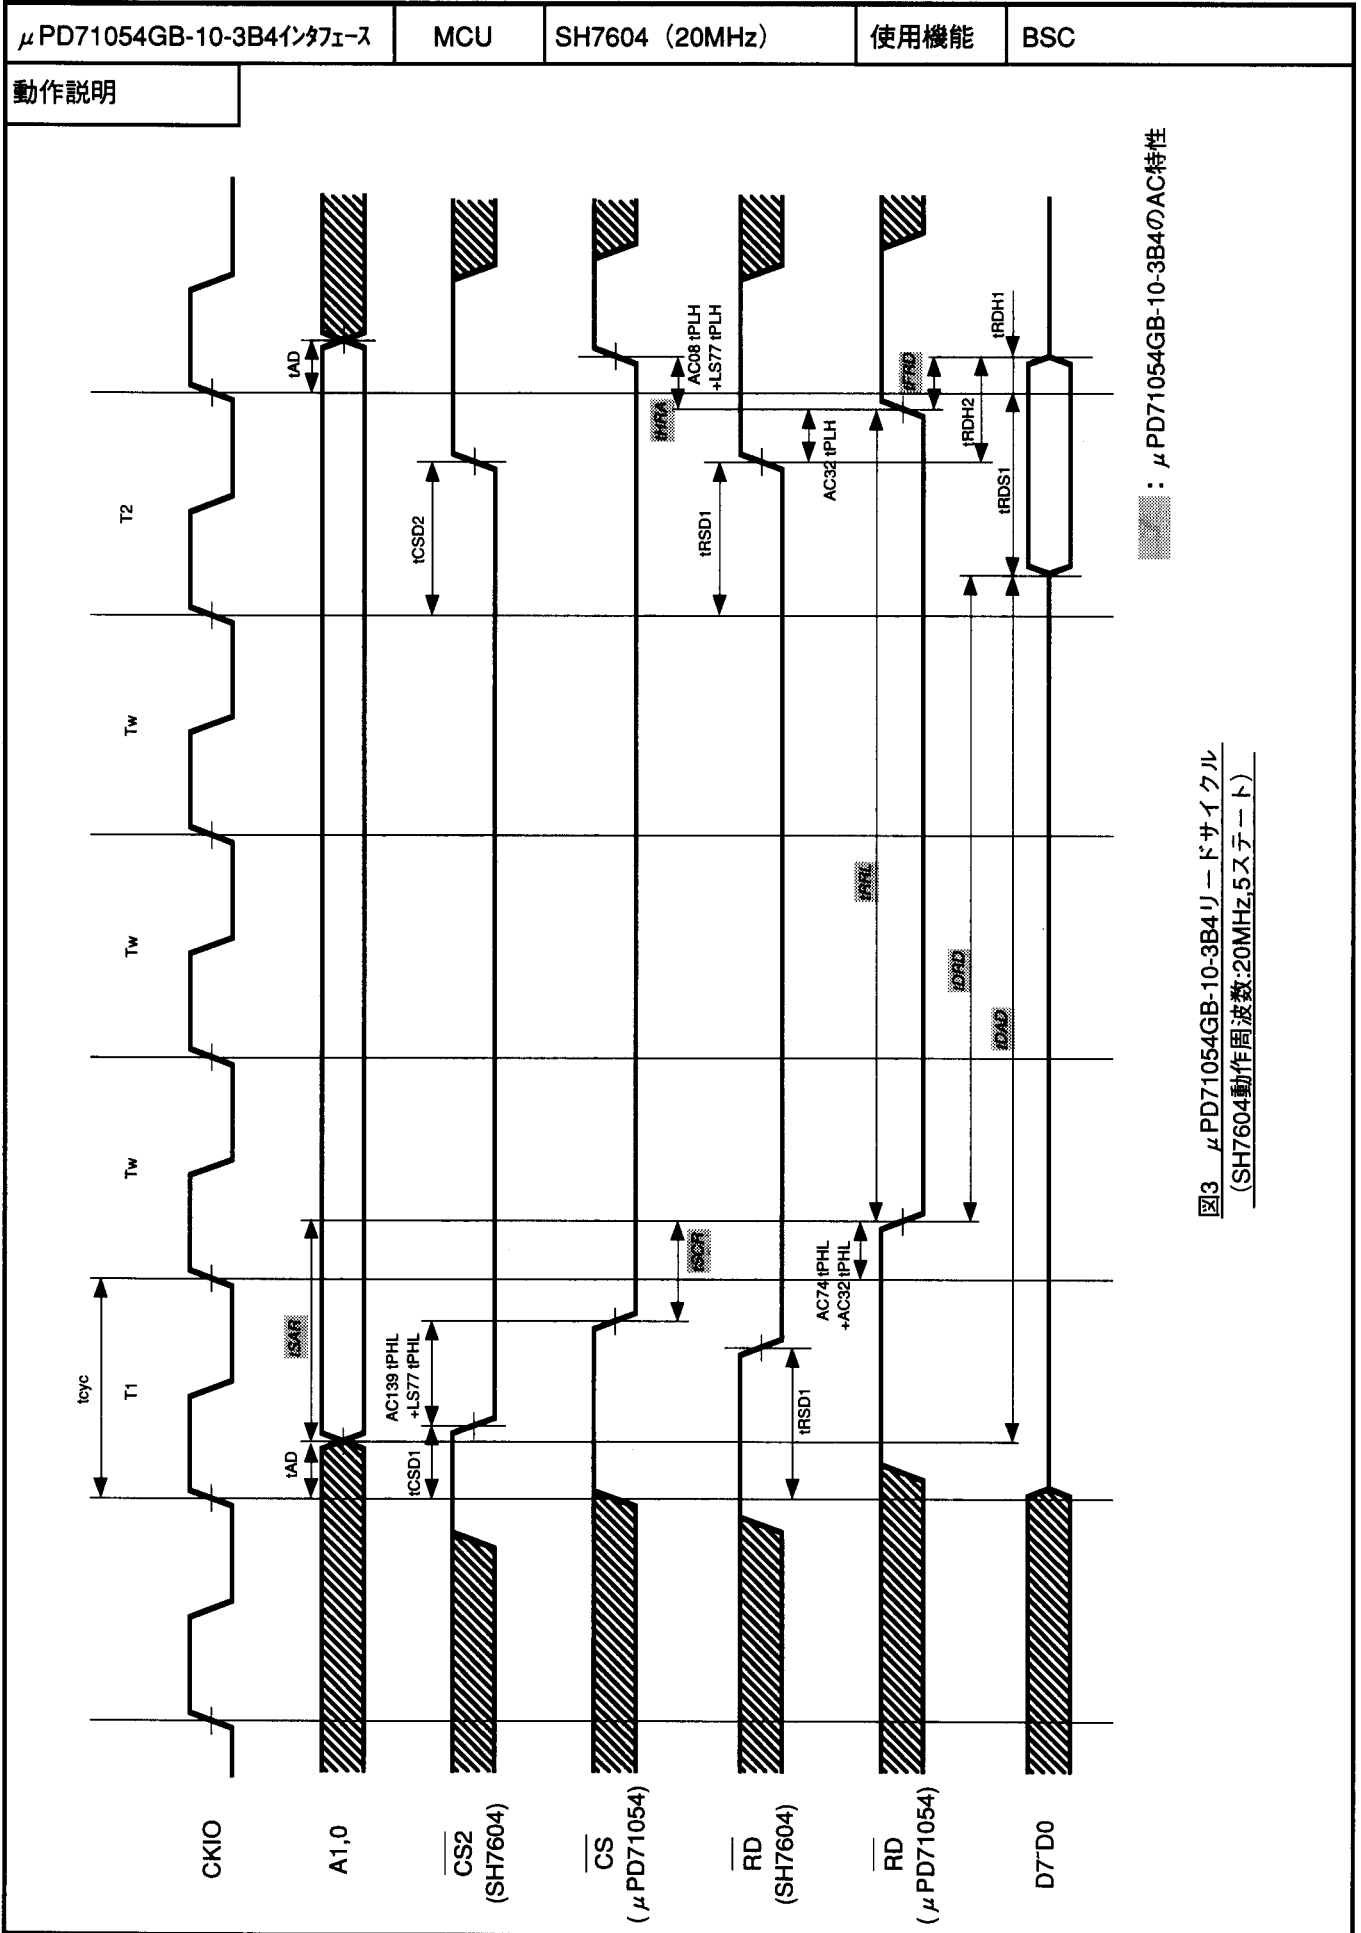 μPD71054GB-10-3B4インタフェース
MCU
SH7604（20MHz）
使用機能
BSC
動作説明
tcyc
T1
Tw
Tw
Tw
T2
CKIO
A1,0
tAD
tSAR
tAD
CS2
(SH7604)
tCSD1
AC139 tPHL
+LS77 tPHL
tCSD2
CS
(μPD71054)
tSCR
tHRA
AC08 tPLH
+LS77 tPLH
RD
(SH7604)
tRSD1
tRSD1
AC32 tPLH
RD
(μPD71054)
AC74 tPHL
+AC32 tPHL
tRRL
tFRD
tDRD
tRDH2
D7~D0
tDAD
tRDS1
tRDH1
：μPD71054GB-10-3B4のAC特性
図3 μPD71054GB-10-3B4リードサイクル
（SH7604動作周波数:20MHz,5ステート）